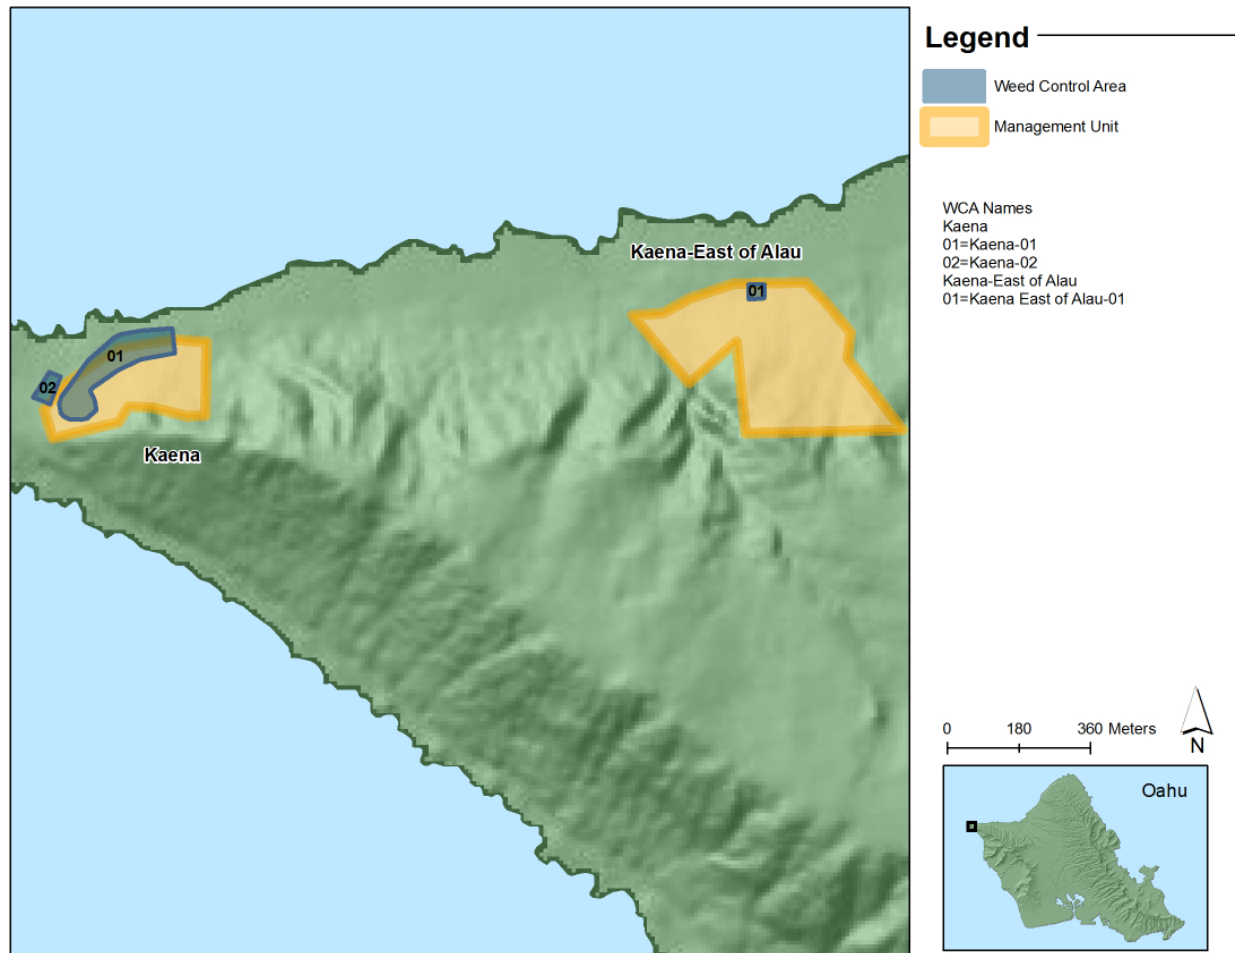 Legend
Weed Control Area
Management Unit
WCA Names
Kaena
01=Kaena-01
02=Kaena-02
Kaena-East of Alau
01=Kaena East of Alau-01
Kaena-East of Alau
01
01
02
Kaena
0 180 360 Meters
N
Oahu